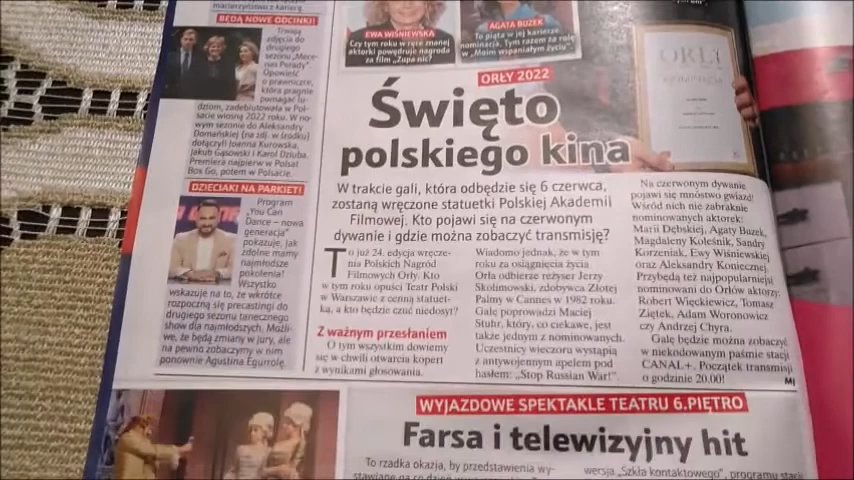 macierzyństwu z karierą.
BĘDĄ NOWE ODCINKI!
Trwają
zdjęcia do
drugiego
sezonu „Mece-
nas Porady”.
Opowieść
o prawniczce,
która pragnie
pomagać lu-
dziom, zadebiutowała w Pol-
sacie wiosną 2022 roku. W no-
wym sezonie do Aleksandry
Domańskiej (na zdj. w środku)
dołączyli Joanna Kurowska,
Jakub Gąsowski i Karol Dziuba.
Premiera najpierw w Polsat
Box Go, potem w Polsacie.
DZIECIAKI NA PARKIET!
Program
„You Can
Dance – nowa
generacja”
pokazuje, jak
zdolne mamy
najmłodsze
pokolenia!
Wszystko
wskazuje na to, że wkrótce
rozpoczną się precastingi do
drugiego sezonu tanecznego
show dla najmłodszych. Możli-
we, że będą zmiany w jury, ale
na pewno zobaczymy w nim
ponownie Agustina Egurrolę.
EWA WIŚNIEWSKA
Czy tym roku w ręce znanej
aktorki powędruje nagroda
za film „Zupa nic?
AGATA BUZEK
To piąta w jej karierze
nominacja. Tym razem za rolę
w „Moim wspaniałym życiu”.
ORŁY
NOMINACJA
ORŁY 2022
Święto
polskiego kina
W trakcie gali, która odbędzie się 6 czerwca,
zostaną wręczone statuetki Polskiej Akademii
Filmowej. Kto pojawi się na czerwonym
dywanie i gdzie można zobaczyć transmisję?
To już 24. edycja wręcze-
nia Polskich Nagród
Filmowych Orły. Kto
w tym roku opuści Teatr Polski
w Warszawie z cenną statuet-
ką, a kto będzie czuć niedosyt?
Z ważnym przesłaniem
O tym wszystkim dowiemy
się w chwili otwarcia kopert
z wynikami głosowania.
Wiadomo jednak, że w tym
roku za osiągnięcia życia
Orła odbierze reżyser Jerzy
Skolimowski, zdobywca Złotej
Palmy w Cannes w 1982 roku.
Galę poprowadzi Maciej
Stuhr, który, co ciekawe, jest
także jednym z nominowanych.
Uczestnicy wieczoru wystąpią
z antywojennym apelem pod
hasłem: „Stop Russian War!”.
Na czerwonym dywanie
pojawi się mnóstwo gwiazd!
Wśród nich nie zabraknie
nominowanych aktorek:
Marii Dębskiej, Agaty Buzek,
Magdaleny Koleśnik, Sandry
Korzeniak, Ewy Wiśniewskiej
oraz Aleksandry Koniecznej.
Przybędą też najpopularniejsi
nominowani do Orłów aktorzy:
Robert Więckiewicz, Tomasz
Ziętek, Adam Woronowicz
czy Andrzej Chyra.
Galę będzie można zobaczyć
w niekodowanym paśmie stacji
CANAL+. Początek transmisji
o godzinie 20.00! MJ
WYJAZDOWE SPEKTAKLE TEATRU 6.PIĘTRO
Farsa i telewizyjny hit
To rzadka okazja, by przedstawienia wy-
wersja „Szkła kontaktowego”, programu stacji